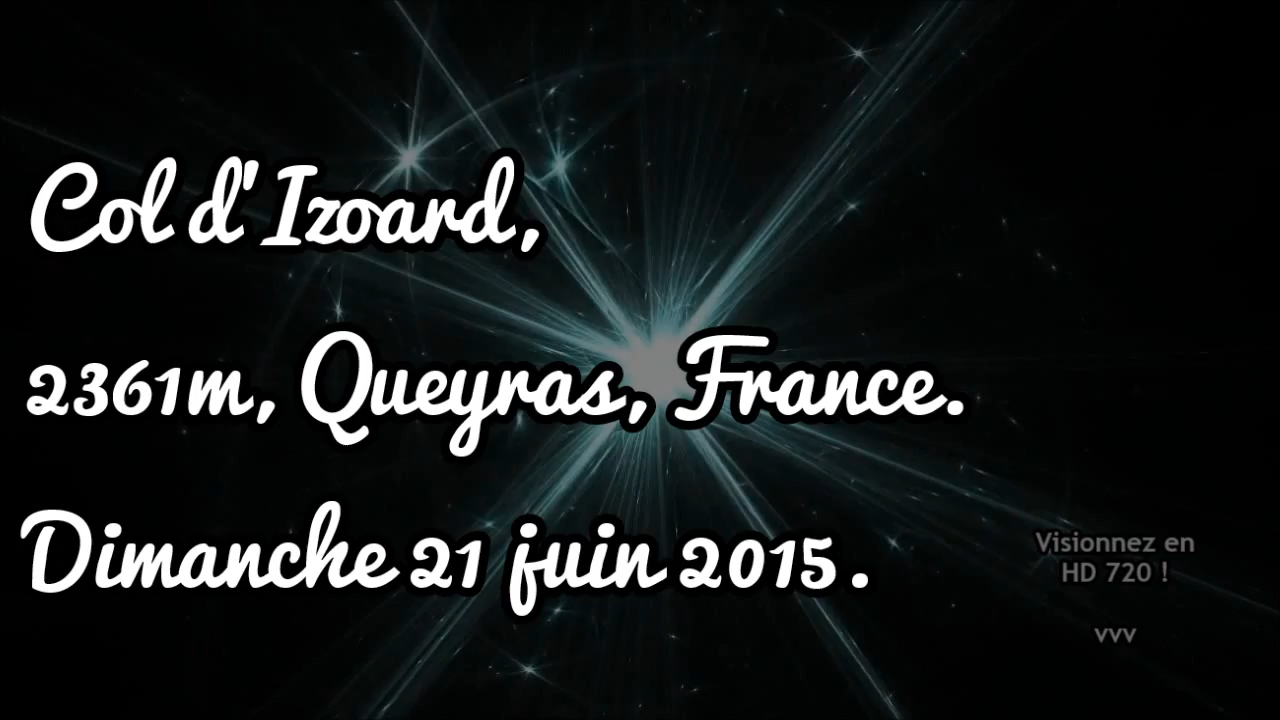 Col d'Izoard,
2361m, Queyras, France.
Dimanche 21 juin 2015.
Visionnez en
HD 720 !
vvv